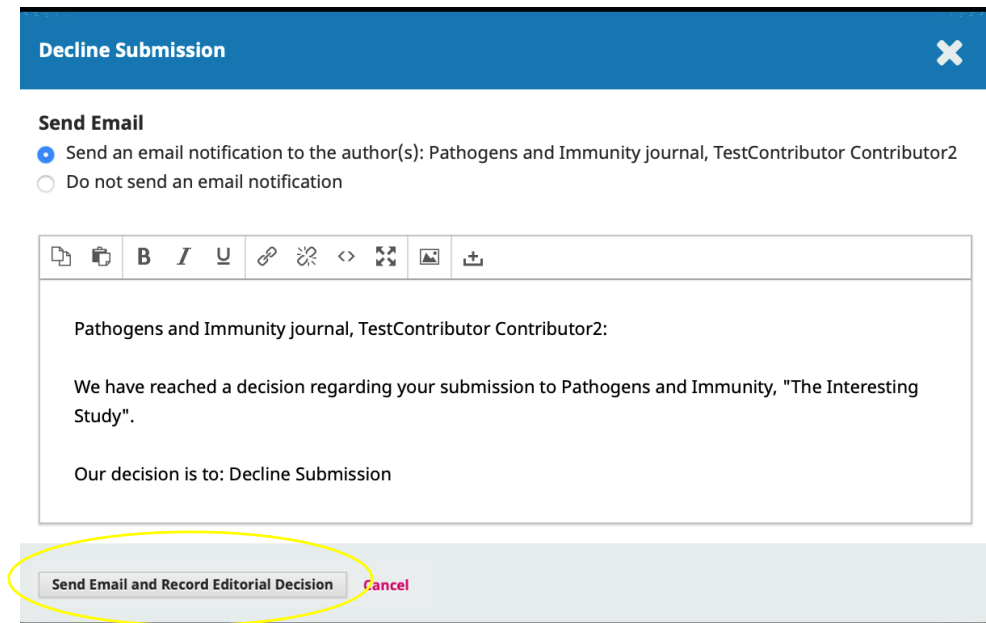 Decline Submission
Send Email
Send an email notification to the author(s): Pathogens and Immunity journal, TestContributor Contributor2
Do not send an email notification
B I U
Pathogens and Immunity journal, TestContributor Contributor2:
We have reached a decision regarding your submission to Pathogens and Immunity, "The Interesting
Study".
Our decision is to: Decline Submission
Send Email and Record Editorial Decision Cancel